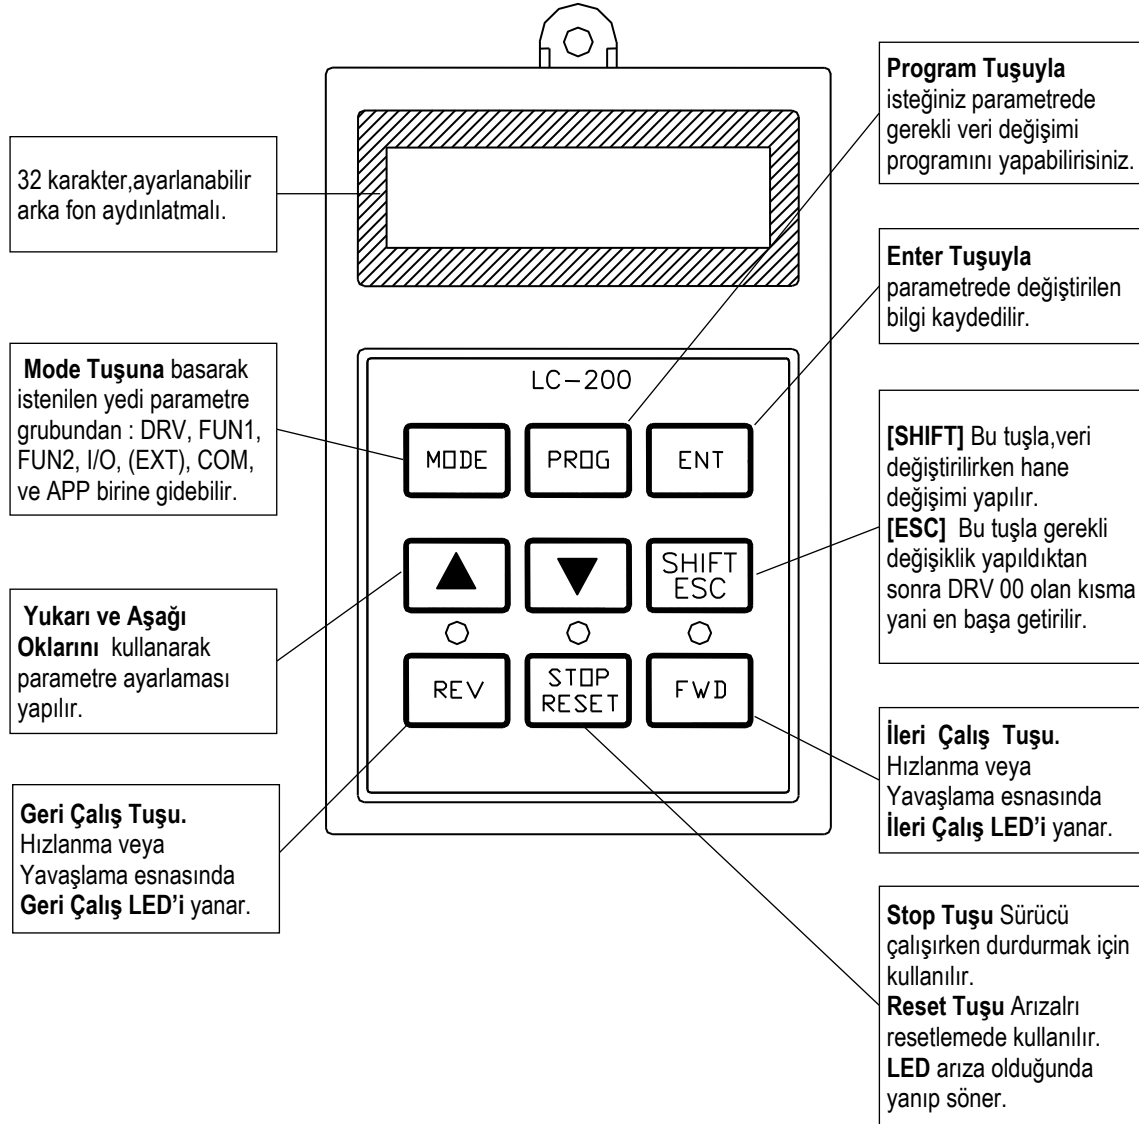 32 karakter,ayarlanabilir
arka fon aydınlatmalı.
Mode Tuşuna basarak
istenilen yedi parametre
grubundan : DRV, FUN1,
FUN2, I/O, (EXT), COM,
ve APP birine gidebilir.
Yukarı ve Aşağı
Oklarını kullanarak
parametre ayarlaması
yapılır.
Geri Çalış Tuşu.
Hızlanma veya
Yavaşlama esnasında
Geri Çalış LED’i yanar.
LC-200
MODE PROG ENT
SHIFT
ESC
REV STOP FWD
RESET
Program Tuşuyla
isteğiniz parametrede
gerekli veri değişimi
programını yapabilirisiniz.
Enter Tuşuyla
parametrede değiştirilen
bilgi kaydedilir.
[SHIFT] Bu tuşla,veri
değiştirilirken hane
değişimi yapılır.
[ESC] Bu tuşla gerekli
değişiklik yapıldıktan
sonra DRV 00 olan kısma
yani en başa getirilir.
İleri Çalış Tuşu.
Hızlanma veya
Yavaşlama esnasında
İleri Çalış LED’i yanar.
Stop Tuşu Sürücü
çalışırken durdurmak için
kullanılır.
Reset Tuşu Arızalrı
resetlemede kullanılır.
LED arıza olduğunda
yanıp söner.